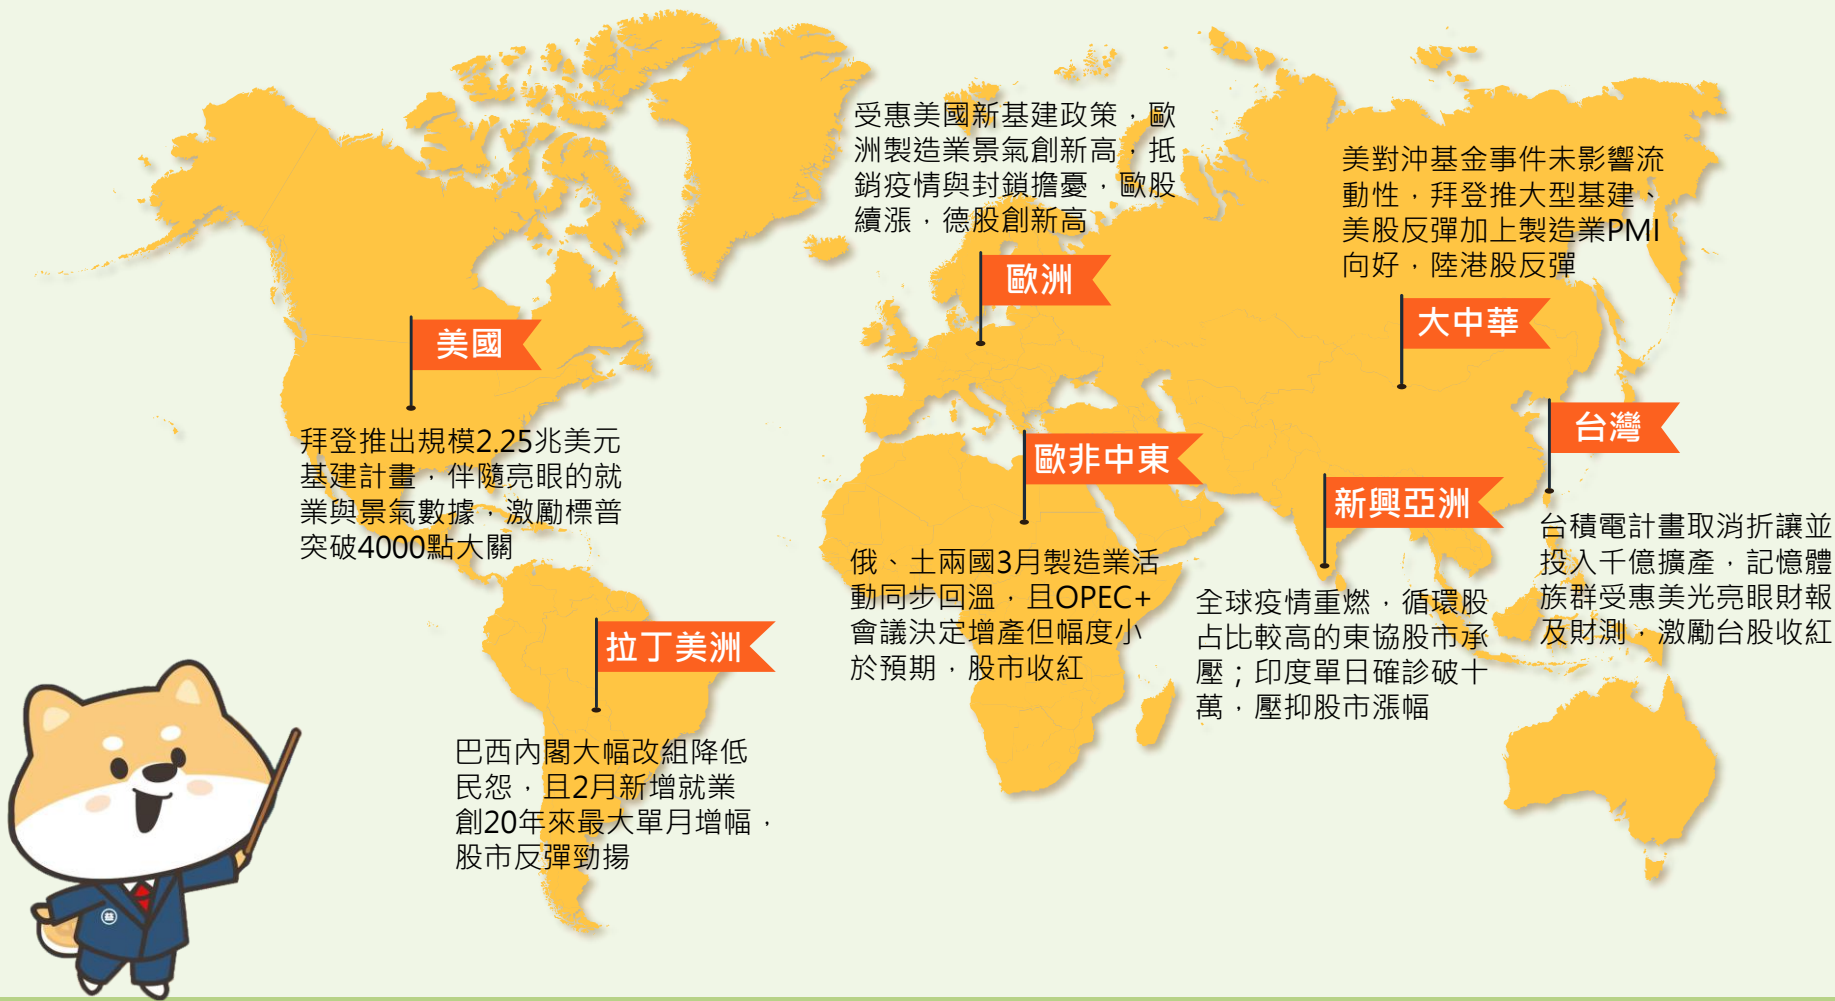 受惠美國新基建政策，歐
洲製造業景氣創新高，抵
銷疫情與封鎖擔憂，歐股
續漲，德股創新高
歐洲
美對沖基金事件未影響流
動性，拜登推大型基建、
美股反彈加上製造業PMI
向好，陸港股反彈
大中華
美國
拜登推出規模2.25兆美元
基建計畫，伴隨亮眼的就
業與景氣數據，激勵標普
突破4000點大關
台灣
台積電計畫取消折讓並
投入千億擴產，記憶體
族群受惠美光亮眼財報
及財測，激勵台股收紅
歐非中東
俄、土兩國3月製造業活
動同步回溫，且OPEC+
會議決定增產但幅度小
於預期，股市收紅
新興亞洲
全球疫情重燃，循環股
占比較高的東協股市承
壓；印度單日確診破十
萬，壓抑股市漲幅
拉丁美洲
巴西內閣大幅改組降低
民怨，且2月新增就業
創20年來最大單月增幅，
股市反彈勁揚